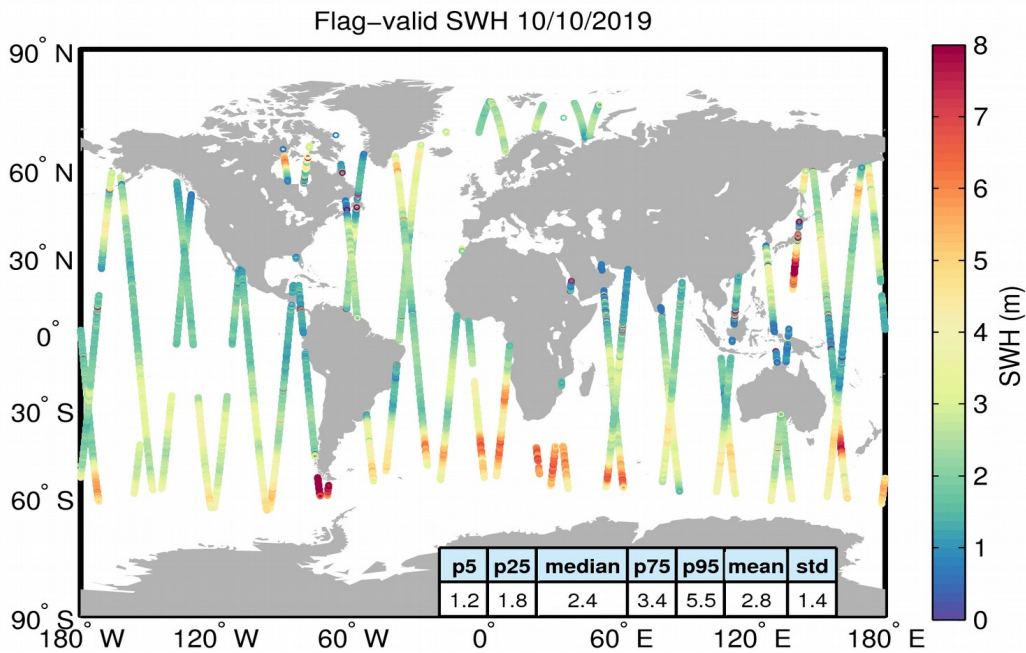 Flag–valid SWH 10/10/2019
90° N
60° N
30° N
0°
30° S
60° S
90° S
180° W
120° W
60° W
0°
60° E
120° E
180° E
p5 p25 median p75 p95 mean std
1.2 1.8 2.4 3.4 5.5 2.8 1.4
8
7
6
5
4
3
2
1
0
SWH (m)